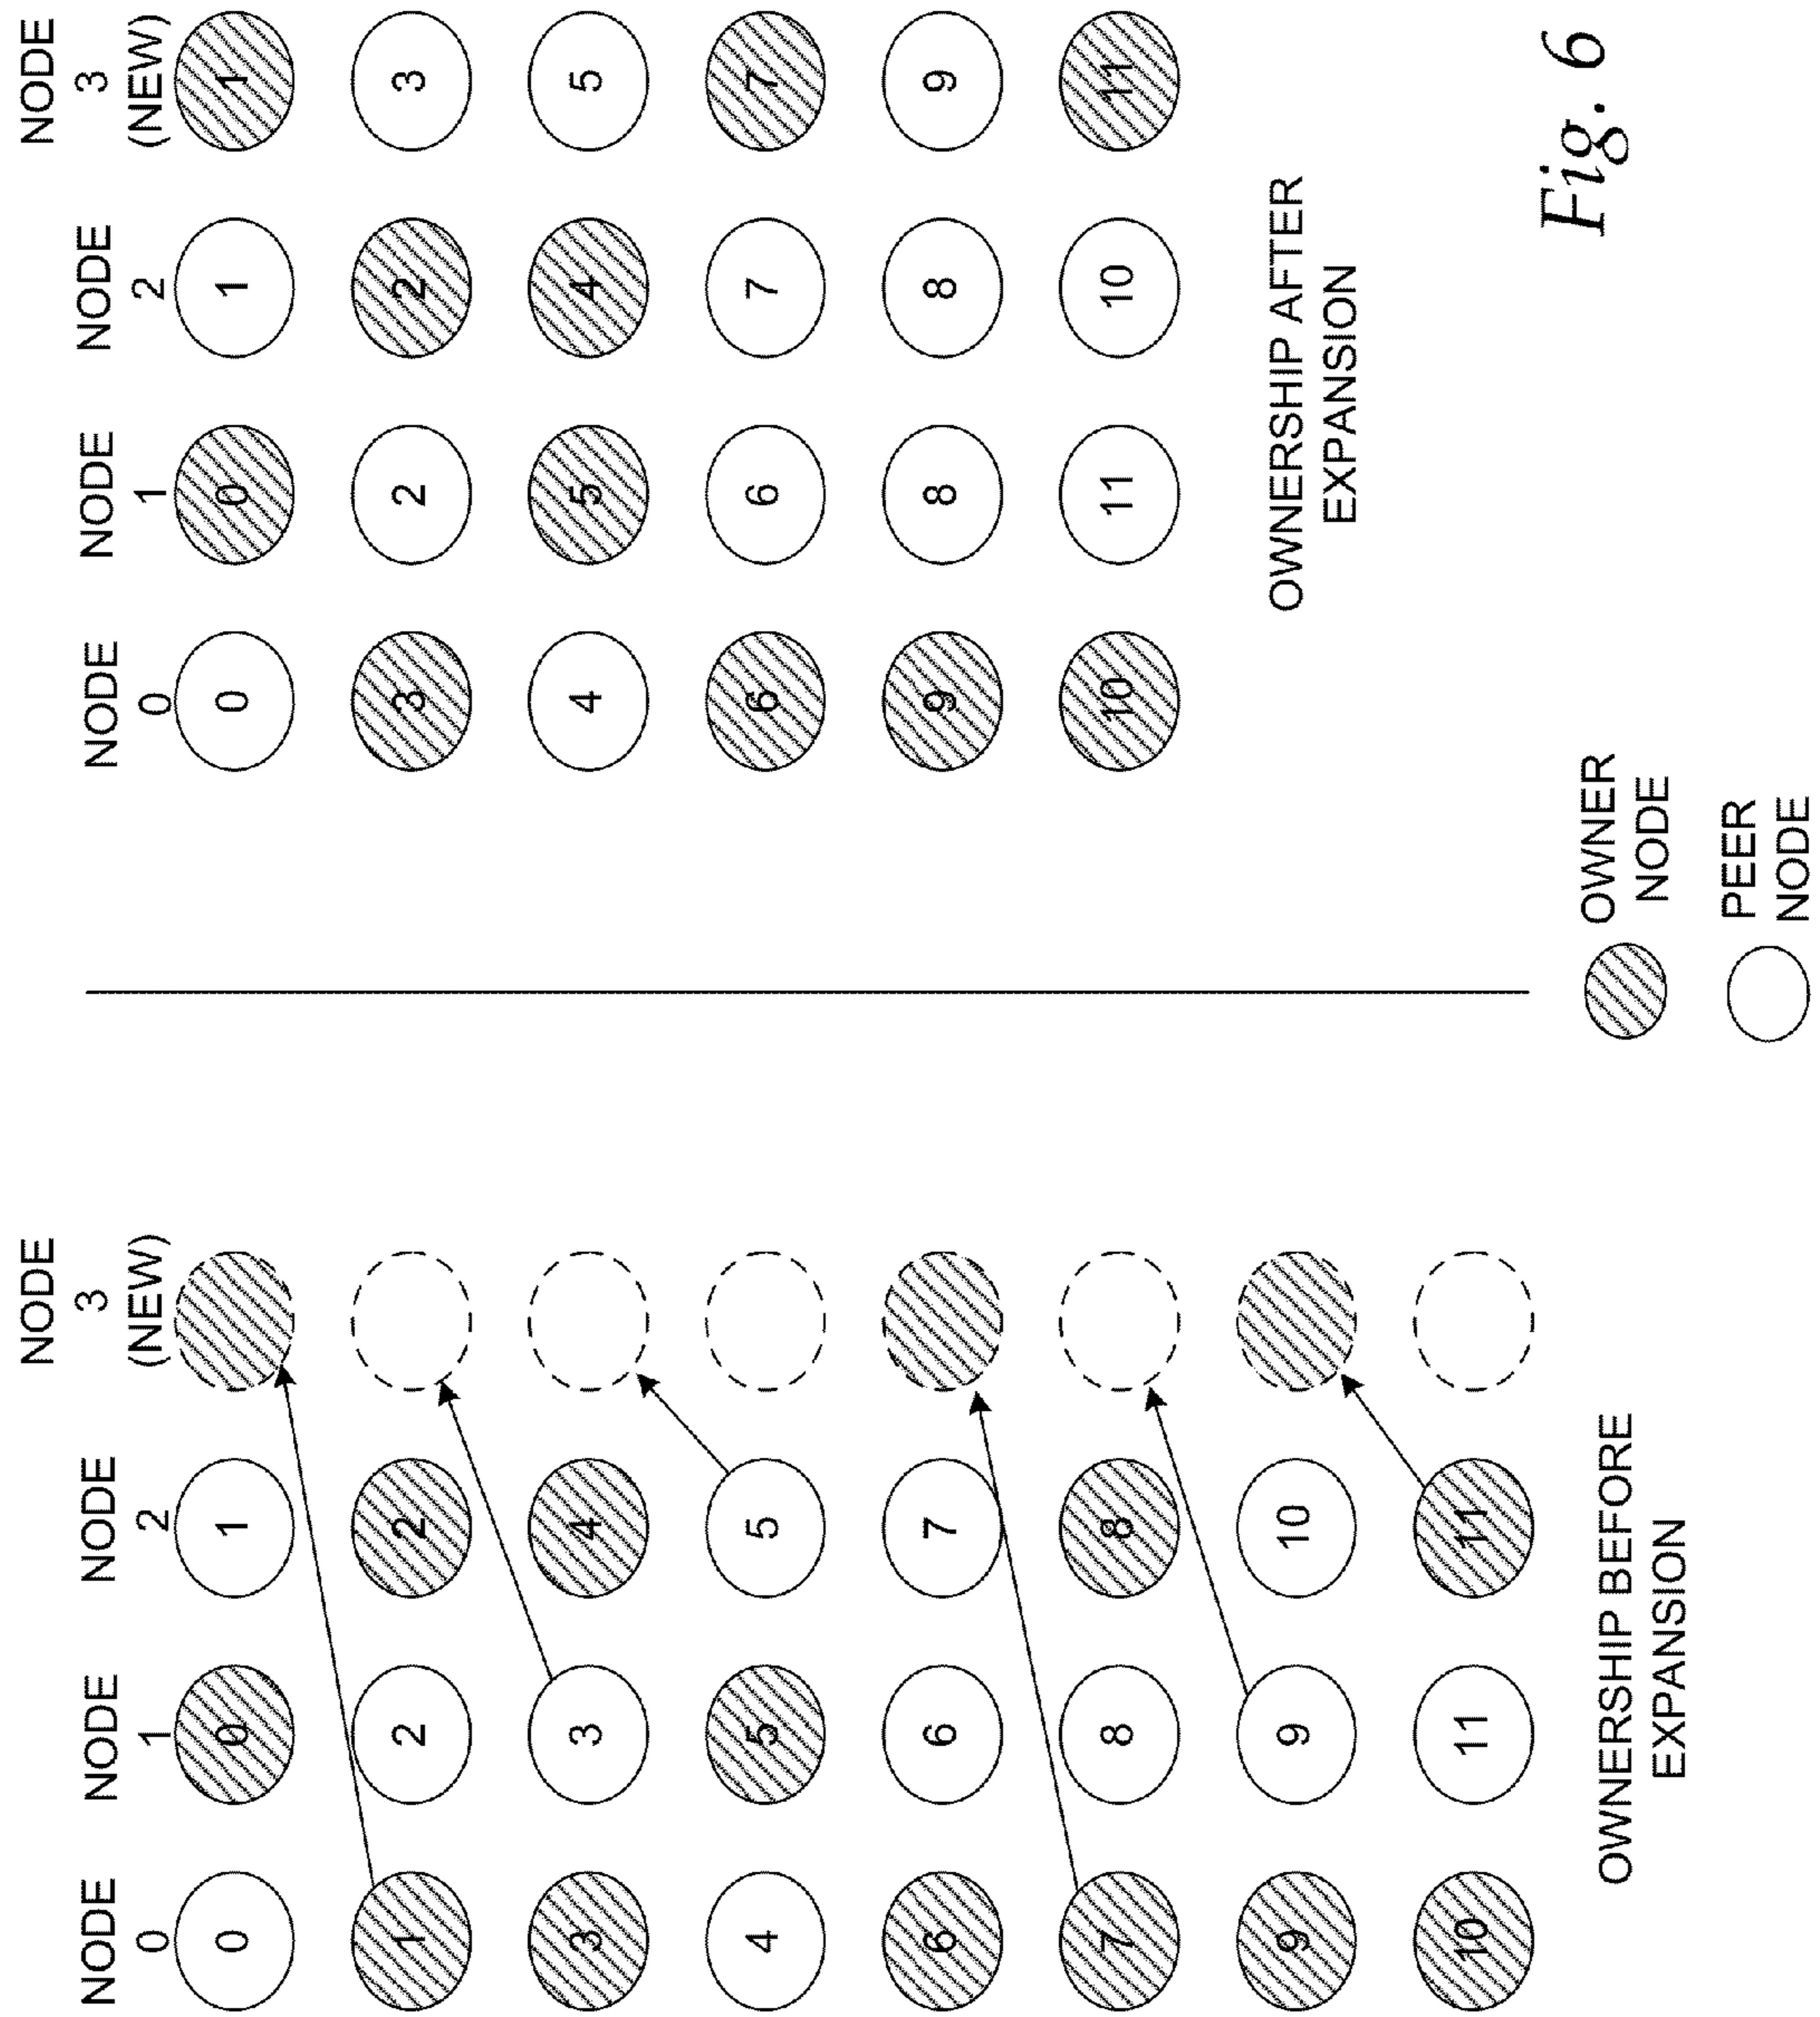 NODE 0
NODE 1
NODE 2
NODE 3 (NEW)
0 0 1
1 2 2
3 3 4
4 5 5
6 6 7
7 8 8
9 9 10
10 11 11
OWNERSHIP BEFORE
EXPANSION
NODE 0
NODE 1
NODE 2
NODE 3 (NEW)
0 0 1 1
3 2 2 3
4 5 4 5
6 6 7 7
9 8 8 9
10 11 10 11
OWNERSHIP AFTER
EXPANSION
OWNER
NODE
PEER
NODE
Fig. 6